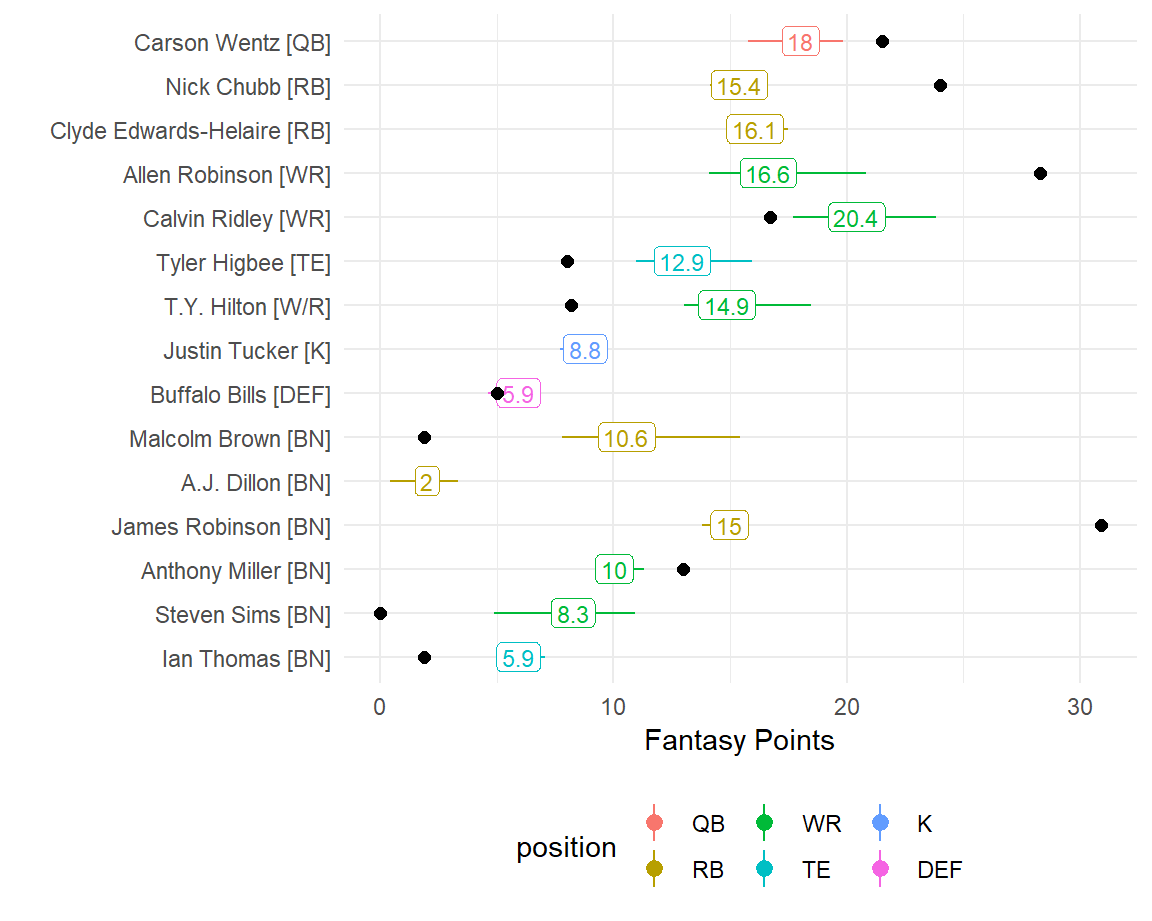 Carson Wentz [QB] 18
Nick Chubb [RB] 15.4
Clyde Edwards-Helaire [RB] 16.1
Allen Robinson [WR] 16.6
Calvin Ridley [WR] 20.4
Tyler Higbee [TE] 12.9
T.Y. Hilton [W/R] 14.9
Justin Tucker [K] 8.8
Buffalo Bills [DEF] 5.9
Malcolm Brown [BN] 10.6
A.J. Dillon [BN] 2
James Robinson [BN] 15
Anthony Miller [BN] 10
Steven Sims [BN] 8.3
Ian Thomas [BN] 5.9
0 10 20 30
Fantasy Points
position
QB WR K
RB TE DEF